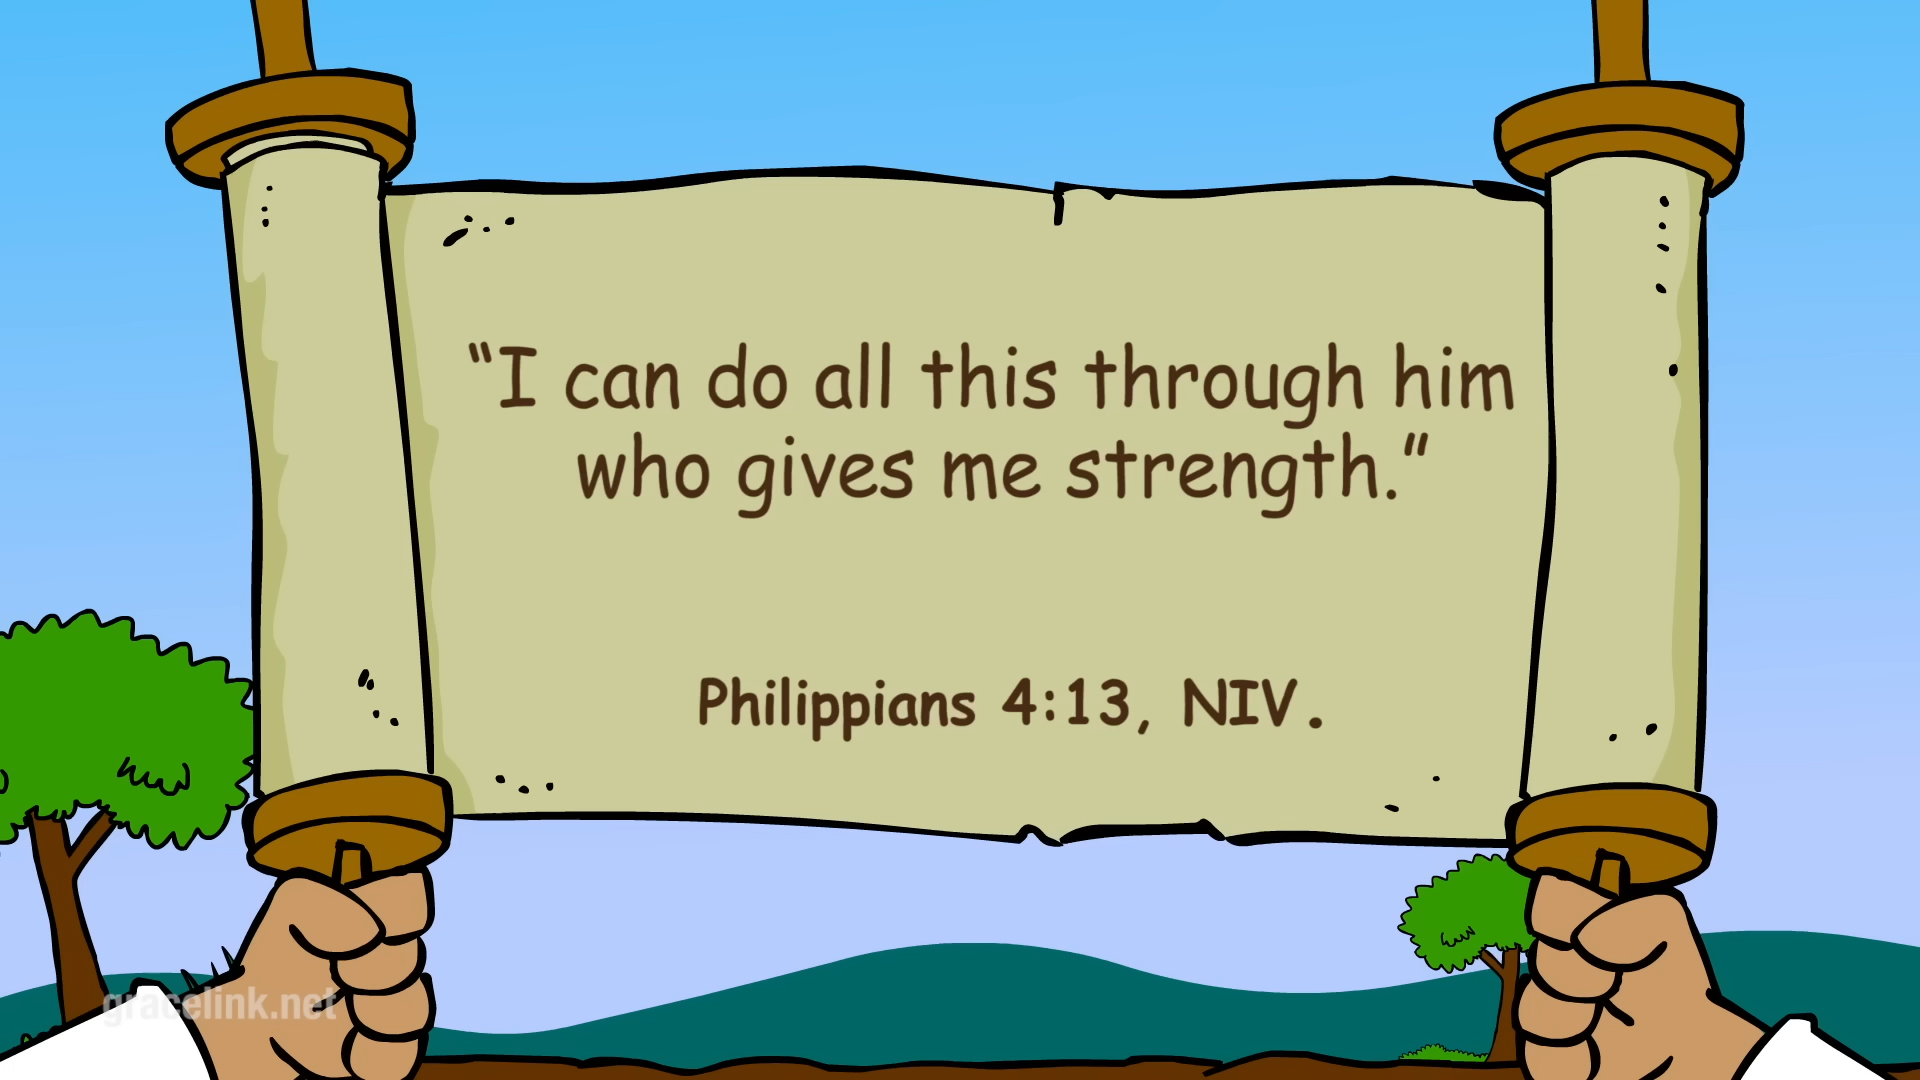 “I can do all this through him
who gives me strength.”
Philippians 4:13, NIV.
gracelink.net